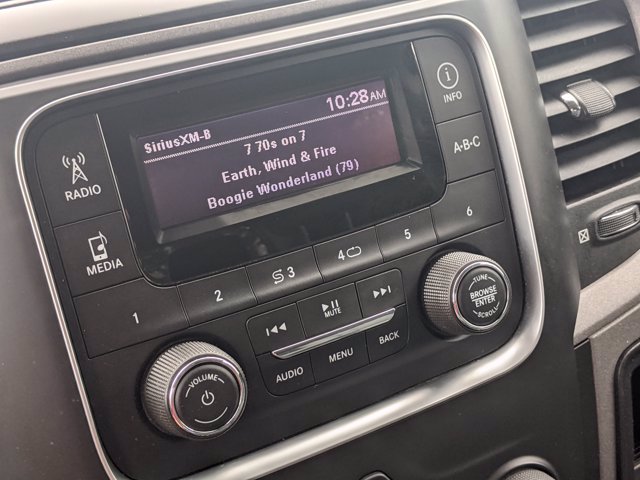 SiriusXM-B
10:28AM
7 70s on 7
Earth, Wind & Fire
Boogie Wonderland (79)
i
INFO
A•B•C
RADIO
MEDIA
1
2
3
4
5
6
MUTE
AUDIO
MENU
BACK
VOLUME
TUNE
BROWSE
ENTER
SCROLL